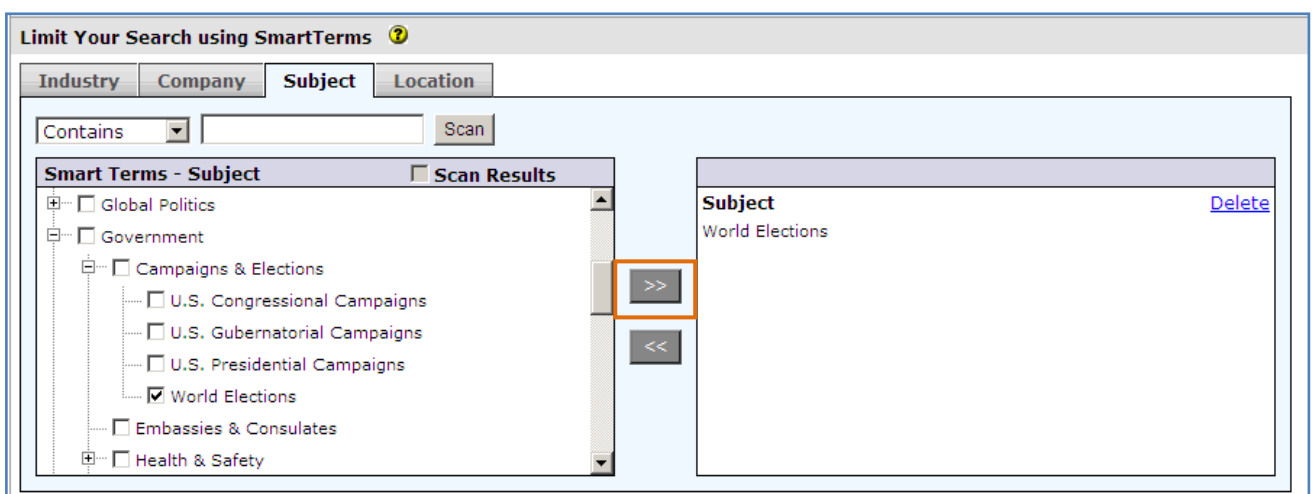 Limit Your Search using SmartTerms ?
Industry Company Subject Location
Contains Scan
Smart Terms - Subject Scan Results
Global Politics
Government
Campaigns & Elections
U.S. Congressional Campaigns
U.S. Gubernatorial Campaigns
U.S. Presidential Campaigns
World Elections
Embassies & Consulates
Health & Safety
>>
<<
Subject Delete
World Elections